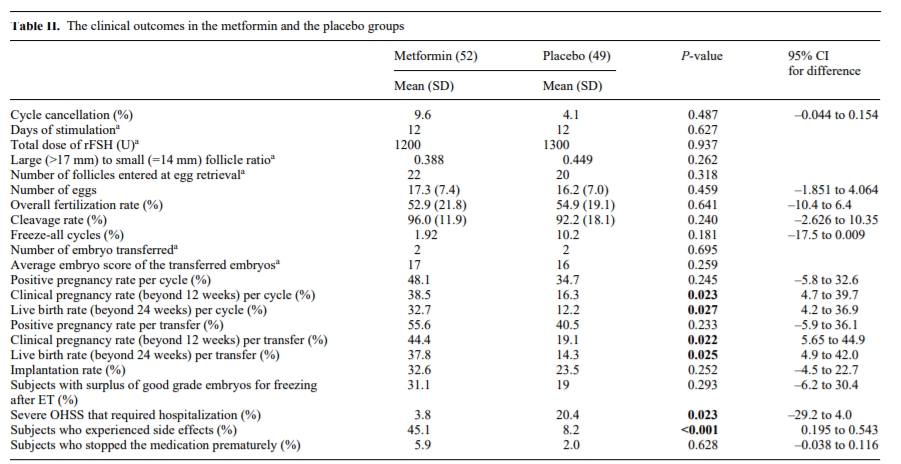 Table II. The clinical outcomes in the metformin and the placebo groups
Metformin (52) Placebo (49) P-value 95% CI
for difference
Mean (SD) Mean (SD)
Cycle cancellation (%) 9.6 4.1 0.487 –0.044 to 0.154
Days of stimulationᵃ 12 12 0.627
Total dose of rFSH (U)ᵃ 1200 1300 0.937
Large (>17 mm) to small (=14 mm) follicle ratioᵃ 0.388 0.449 0.262
Number of follicles entered at egg retrievalᵃ 22 20 0.318
Number of eggs 17.3 (7.4) 16.2 (7.0) 0.459 –1.851 to 4.064
Overall fertilization rate (%) 52.9 (21.8) 54.9 (19.1) 0.641 –10.4 to 6.4
Cleavage rate (%) 96.0 (11.9) 92.2 (18.1) 0.240 –2.626 to 10.35
Freeze-all cycles (%) 1.92 10.2 0.181 –17.5 to 0.009
Number of embryo transferredᵃ 2 2 0.695
Average embryo score of the transferred embryosᵃ 17 16 0.259
Positive pregnancy rate per cycle (%) 48.1 34.7 0.245 –5.8 to 32.6
Clinical pregnancy rate (beyond 12 weeks) per cycle (%) 38.5 16.3 0.023 4.7 to 39.7
Live birth rate (beyond 24 weeks) per cycle (%) 32.7 12.2 0.027 4.2 to 36.9
Positive pregnancy rate per transfer (%) 55.6 40.5 0.233 –5.9 to 36.1
Clinical pregnancy rate (beyond 12 weeks) per transfer (%) 44.4 19.1 0.022 5.65 to 44.9
Live birth rate (beyond 24 weeks) per transfer (%) 37.8 14.3 0.025 4.9 to 42.0
Implantation rate (%) 32.6 23.5 0.252 –4.5 to 22.7
Subjects with surplus of good grade embryos for freezing 31.1 19 0.293 –6.2 to 30.4
after ET (%)
Severe OHSS that required hospitalization (%) 3.8 20.4 0.023 –29.2 to 4.0
Subjects who experienced side effects (%) 45.1 8.2 <0.001 0.195 to 0.543
Subjects who stopped the medication prematurely (%) 5.9 2.0 0.628 –0.038 to 0.116